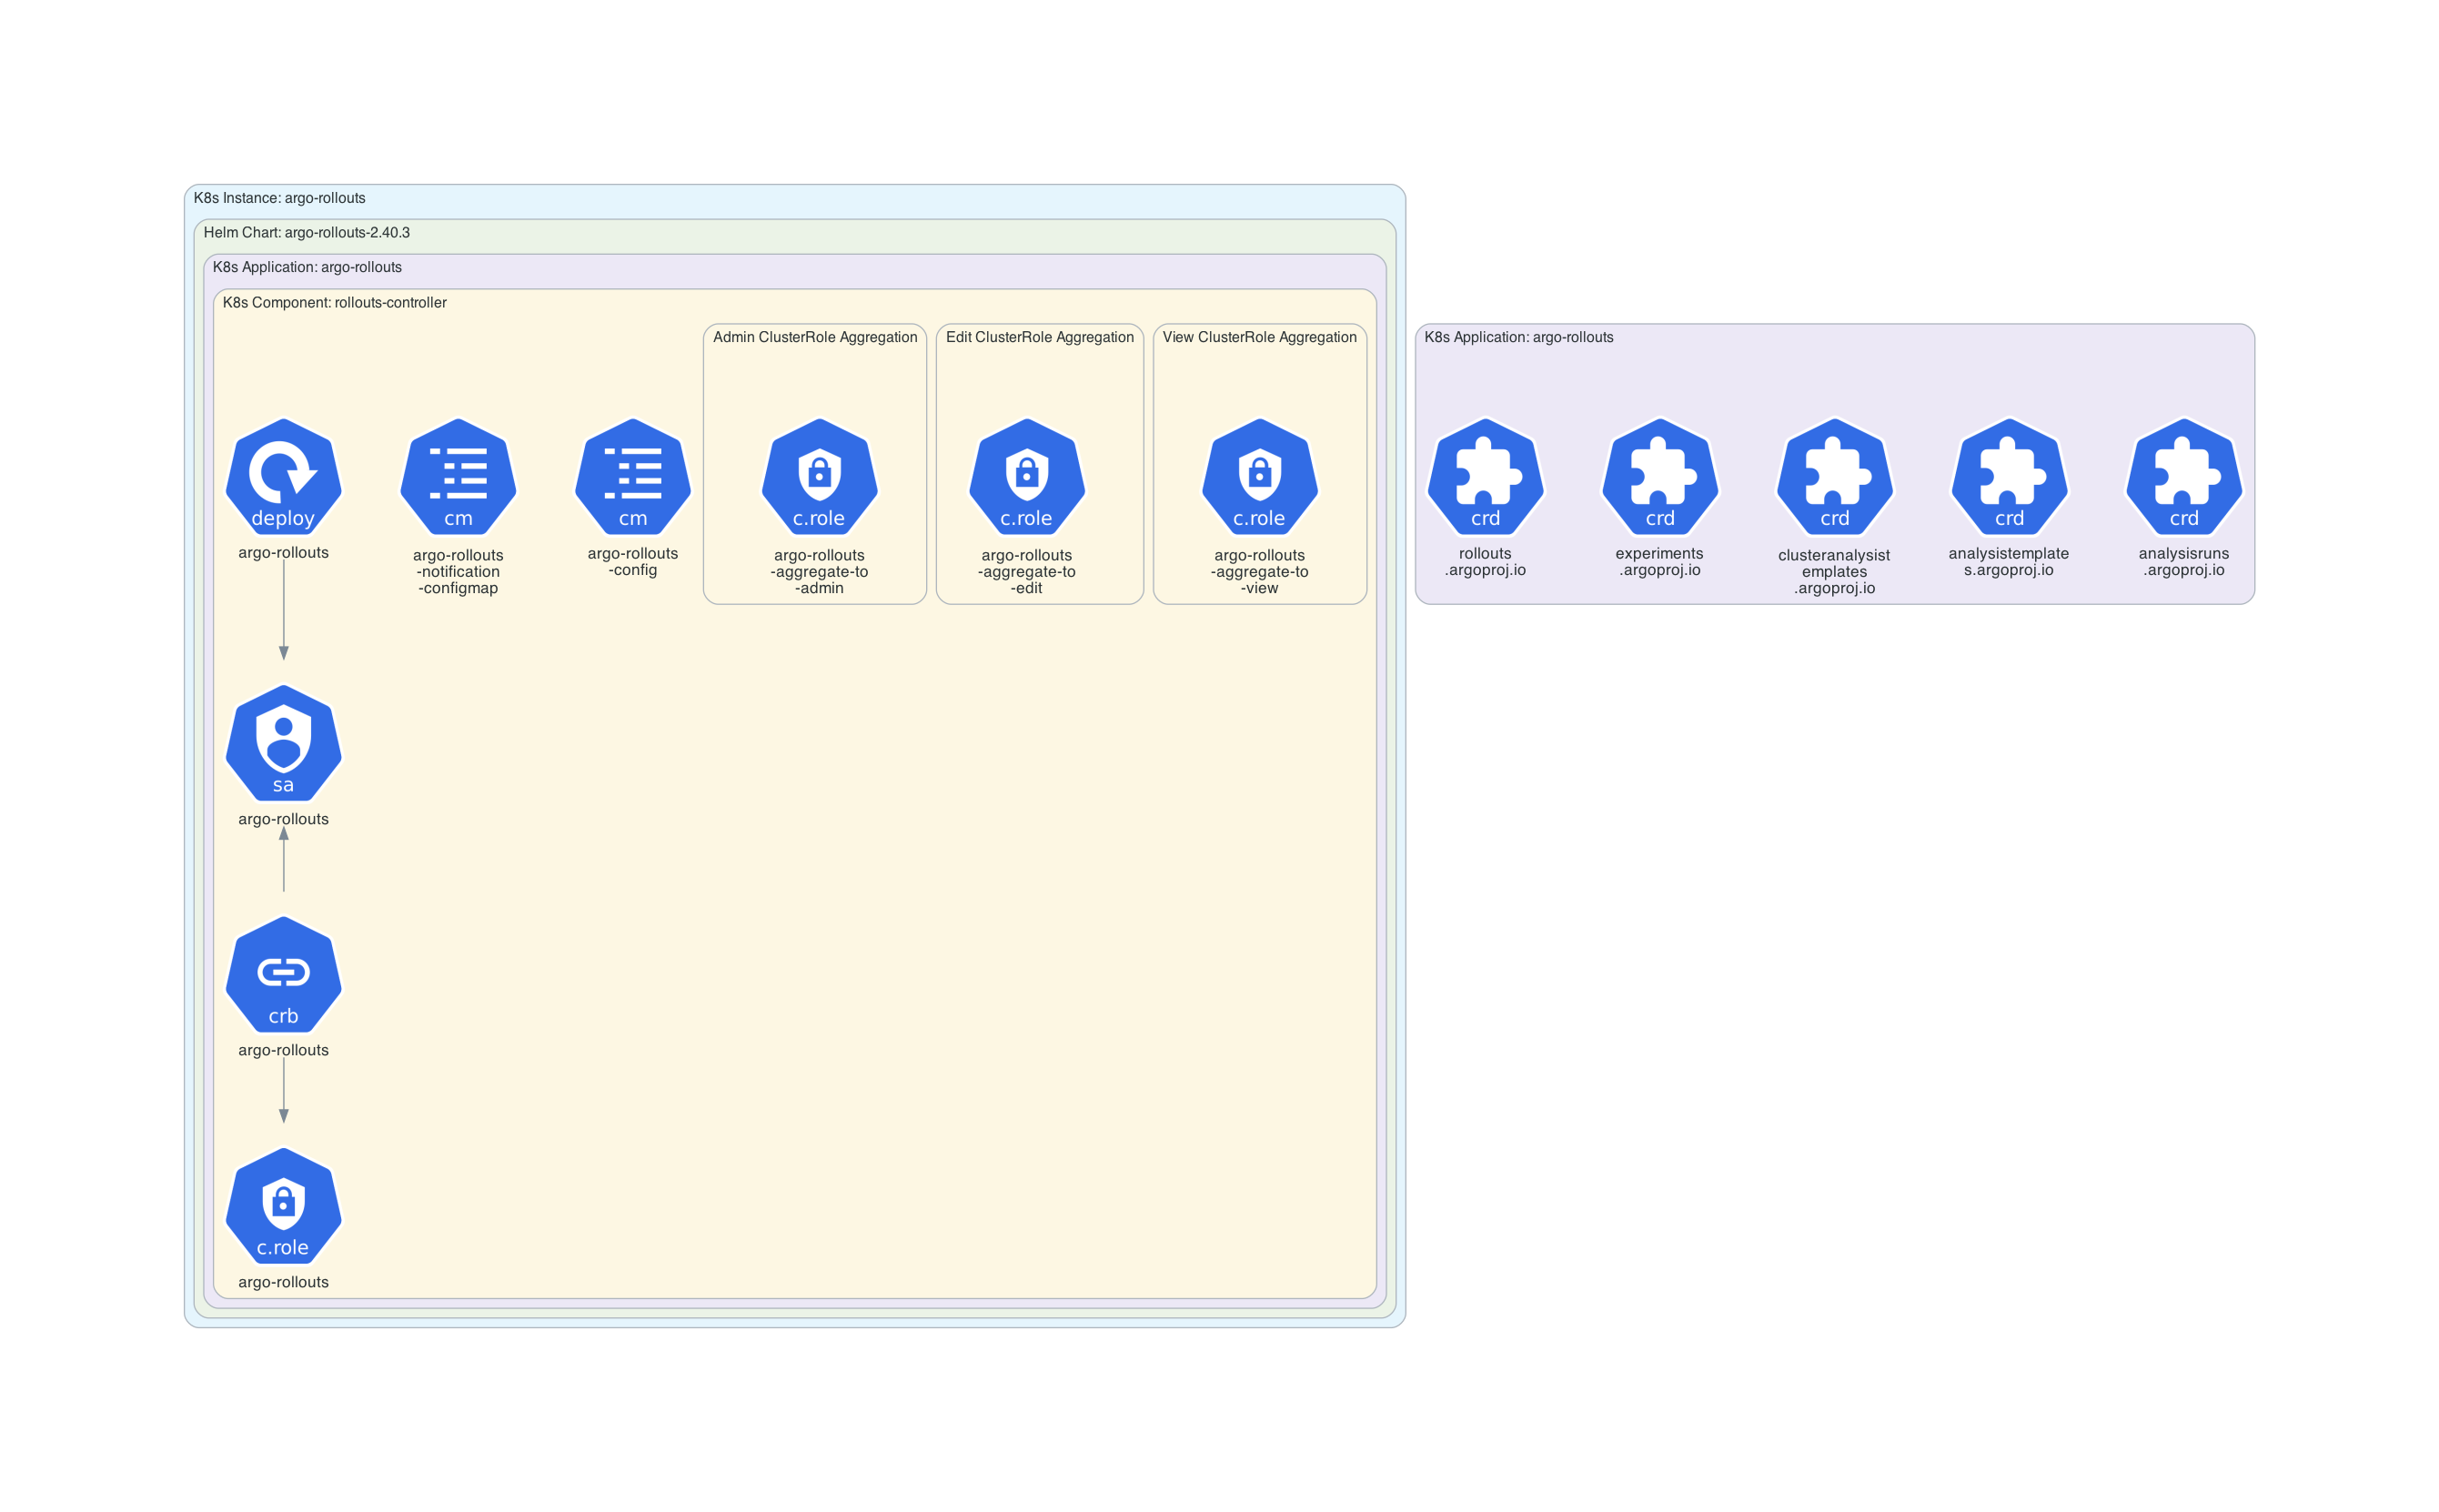 K8s Instance: argo-rollouts
Helm Chart: argo-rollouts-2.40.3
K8s Application: argo-rollouts
K8s Component: rollouts-controller
deploy
argo-rollouts
cm
argo-rollouts
-notification
-configmap
cm
argo-rollouts
-config
Admin ClusterRole Aggregation
c.role
argo-rollouts
-aggregate-to
-admin
Edit ClusterRole Aggregation
c.role
argo-rollouts
-aggregate-to
-edit
View ClusterRole Aggregation
c.role
argo-rollouts
-aggregate-to
-view
sa
argo-rollouts
crb
argo-rollouts
c.role
argo-rollouts
K8s Application: argo-rollouts
crd
rollouts
.argoproj.io
crd
experiments
.argoproj.io
crd
clusteranalysist
emplates
.argoproj.io
crd
analysistemplate
s.argoproj.io
crd
analysisruns
.argoproj.io